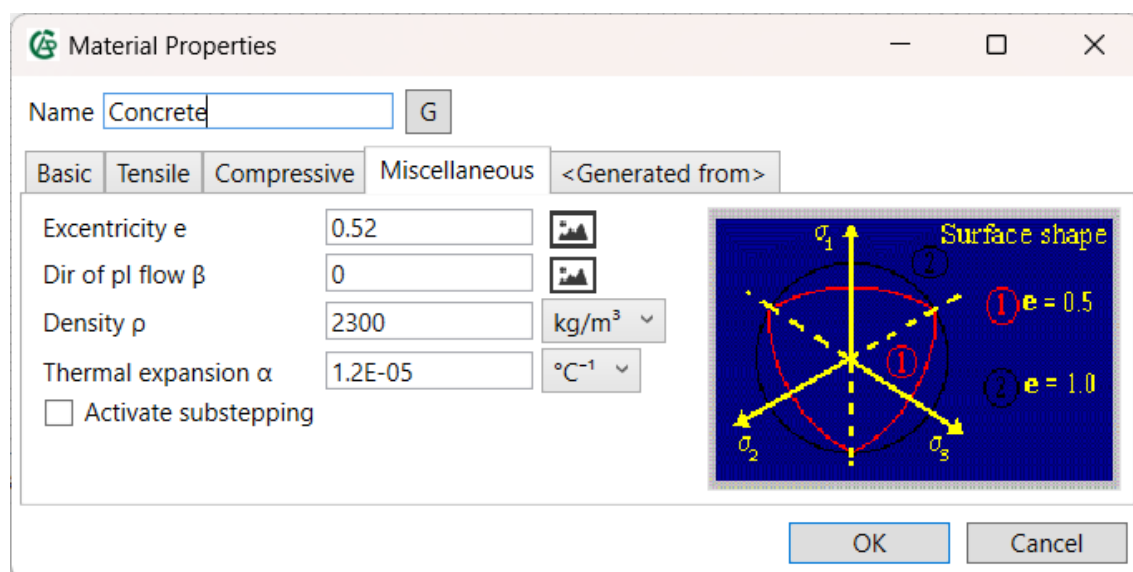 Material Properties
Name Concrete G
Basic Tensile Compressive Miscellaneous <Generated from>
Excentricity e 0.52
Dir of pl flow β 0
Density ρ 2300 kg/m³
Thermal expansion α 1.2E-05 °C⁻¹
Activate substepping
Surface shape
σ1
2
1 e = 0.5
1
2 e = 1.0
σ2
σ3
OK Cancel